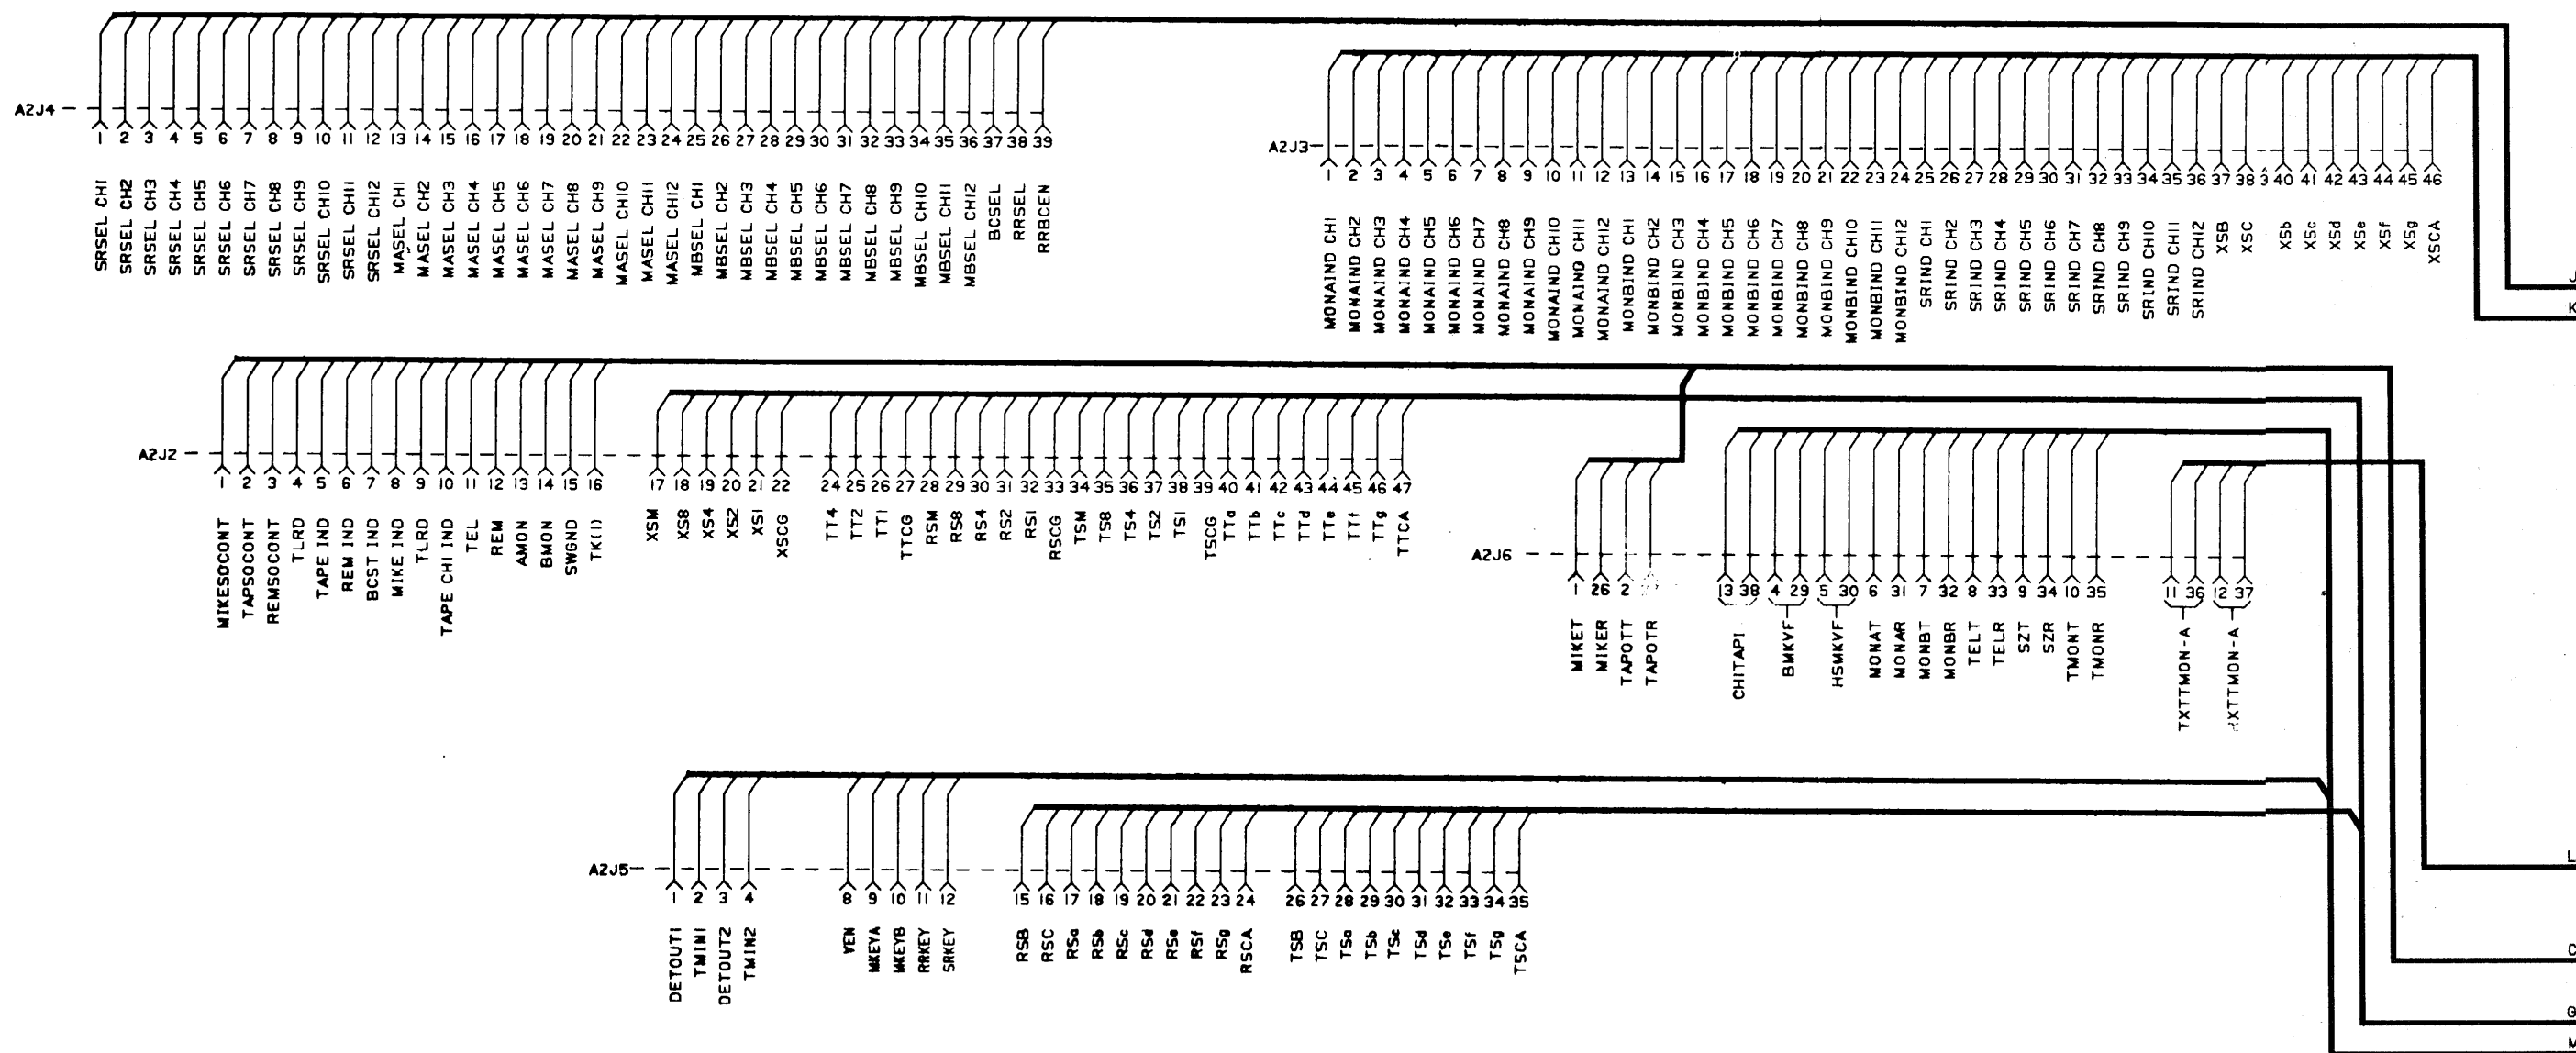 A2J4
1 2 3 4 5 6 7 8 9 10 11 12 13 14 15 16 17 18 19 20 21 22 23 24 25 26 27 28 29 30 31 32 33 34 35 36 37 38 39
SRSEL CH1
SRSEL CH2
SRSEL CH3
SRSEL CH4
SRSEL CH5
SRSEL CH6
SRSEL CH7
SRSEL CH8
SRSEL CH9
SRSEL CH10
SRSEL CH11
SRSEL CH12
MASEL CH1
MASEL CH2
MASEL CH3
MASEL CH4
MASEL CH5
MASEL CH6
MASEL CH7
MASEL CH8
MASEL CH9
MASEL CH10
MASEL CH11
MASEL CH12
MBSEL CH1
MBSEL CH2
MBSEL CH3
MBSEL CH4
MBSEL CH5
MBSEL CH6
MBSEL CH7
MBSEL CH8
MBSEL CH9
MBSEL CH10
MBSEL CH11
MBSEL CH12
BCSEL
RRSEL
RRBCEN
A2J3
1 2 3 4 5 6 7 8 9 10 11 12 13 14 15 16 17 18 19 20 21 22 23 24 25 26 27 28 29 30 31 32 33 34 35 36 37 38 3 40 41 42 43 44 45 46
MONAIND CH1
MONAIND CH2
MONAIND CH3
MONAIND CH4
MONAIND CH5
MONAIND CH6
MONAIND CH7
MONAIND CH8
MONAIND CH9
MONAIND CH10
MONAIND CH11
MONAIND CH12
MONBIND CH1
MONBIND CH2
MONBIND CH3
MONBIND CH4
MONBIND CH5
MONBIND CH6
MONBIND CH7
MONBIND CH8
MONBIND CH9
MONBIND CH10
MONBIND CH11
MONBIND CH12
SRIND CH1
SRIND CH2
SRIND CH3
SRIND CH4
SRIND CH5
SRIND CH6
SRIND CH7
SRIND CH8
SRIND CH9
SRIND CH10
SRIND CH11
SRIND CH12
XSB
XSC
XSb
XSc
XSd
XSe
XSf
XSg
XSCA
J
K
A2J2
1 2 3 4 5 6 7 8 9 10 11 12 13 14 15 16 17 18 19 20 21 22 24 25 26 27 28 29 30 31 32 33 34 35 36 37 38 39 40 41 42 43 44 45 46 47
MIKESOCONT
TAPSOCONT
REMSOCONT
TLRD
TAPE IND
REM IND
BCST IND
MIKE IND
TLRD
TAPE CH1 IND
TEL
REM
AMON
BMON
SWGND
TK(1)
XSM
XS8
XS4
XS2
XS1
XSCG
TT4
TT2
TT1
TTCG
RSM
RS8
RS4
RS2
RS1
RSCG
TSM
TS8
TS4
TS2
TS1
TSCG
TTa
TTb
TTc
TTd
TTe
TTf
TTg
TTCA
A2J6
1 26 2 13 38 4 29 5 30 6 31 7 32 8 33 9 34 10 35 11 36 12 37
MIKET
MIKER
TAPOTT
TAPOTR
CH1TAP1
BMKVF
HSMKVF
MONAT
MONAR
MONBT
MONBR
TELT
TELR
SZT
SZR
TMONT
TMONR
TXTTMON-A
XTTMON-A
A2J5
1 2 3 4 8 9 10 11 12 15 16 17 18 19 20 21 22 23 24 26 27 28 29 30 31 32 33 34 35
DETOUT1
TMIN1
DETOUT2
TMIN2
VEN
MKEYA
MKEYB
RRKEY
SRKEY
RSB
RSC
RSa
RSb
RSc
RSd
RSe
RSf
RSg
RSCA
TSB
TSC
TSa
TSb
TSc
TSd
TSe
TSf
TSg
TSCA
L
C
G
M